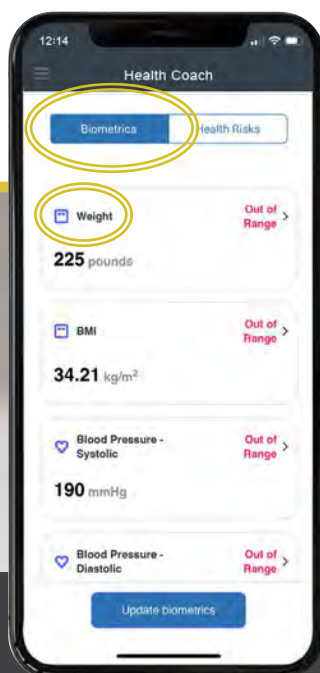 12:14
Health Coach
Biometrics
Health Risks
Weight
Out of
Range
225 pounds
BMI
Out of
Range
34.21 kg/m²
Blood Pressure -
Systolic
Out of
Range
190 mmHg
Blood Pressure -
Diastolic
Out of
Range
Update biometrics